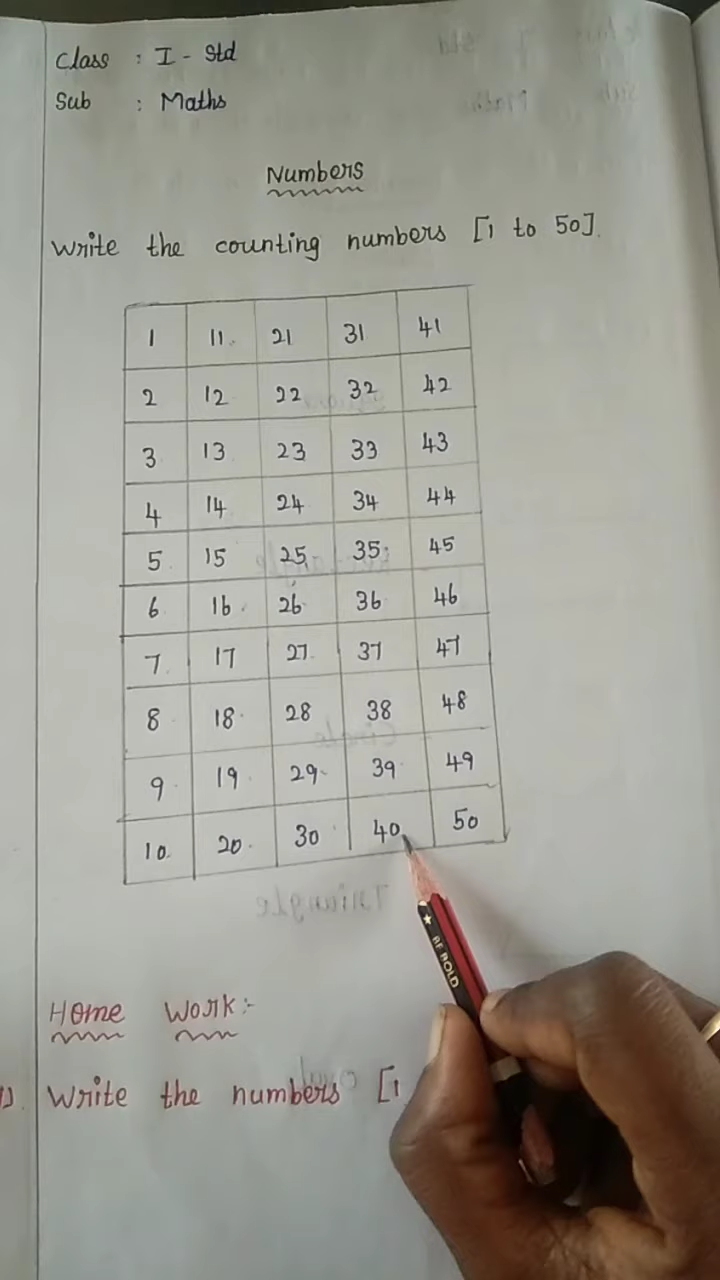 Class : I - Std
Sub : Maths
Numbers
Write the counting numbers [1 to 50].
1 11 21 31 41
2 12 22 32 42
3 13 23 33 43
4 14 24 34 44
5 15 25 35 45
6 16 26 36 46
7 17 27 37 47
8 18 28 38 48
9 19 29 39 49
10 20 30 40 50
BE BOLD
Home Work:-
1) Write the numbers [1